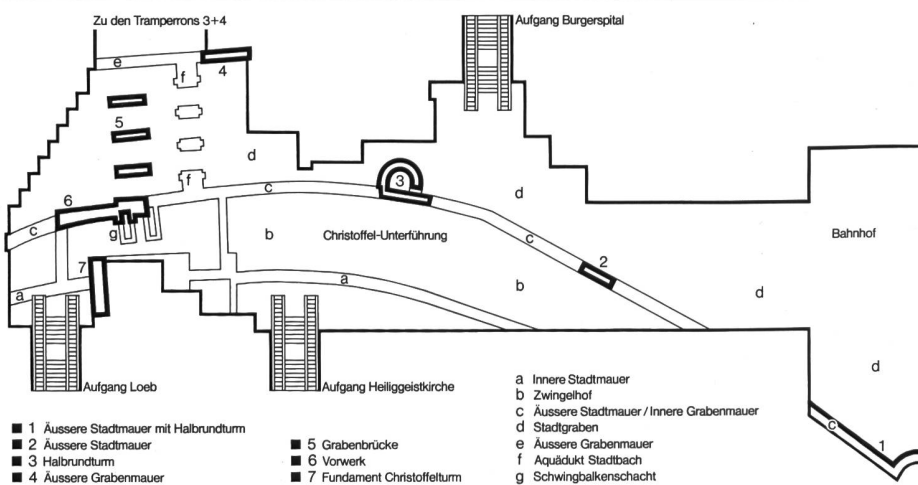 Zu den Tramperrons 3+4
Aufgang Burgerspital
e
4
f
5
d
f
c
3
d
6
c
g
b
Christoffel-Unterführung
c
Bahnhof
7
2
a
a
b
d
d
Aufgang Loeb
Aufgang Heiliggeistkirche
c
1
1 Äussere Stadtmauer mit Halbrundturm
2 Äussere Stadtmauer
3 Halbrundturm
4 Äussere Grabenmauer
5 Grabenbrücke
6 Vorwerk
7 Fundament Christoffelturm
a Innere Stadtmauer
b Zwingelhof
c Äussere Stadtmauer / Innere Grabenmauer
d Stadtgraben
e Äussere Grabenmauer
f Aquädukt Stadtbach
g Schwingbalkenschacht